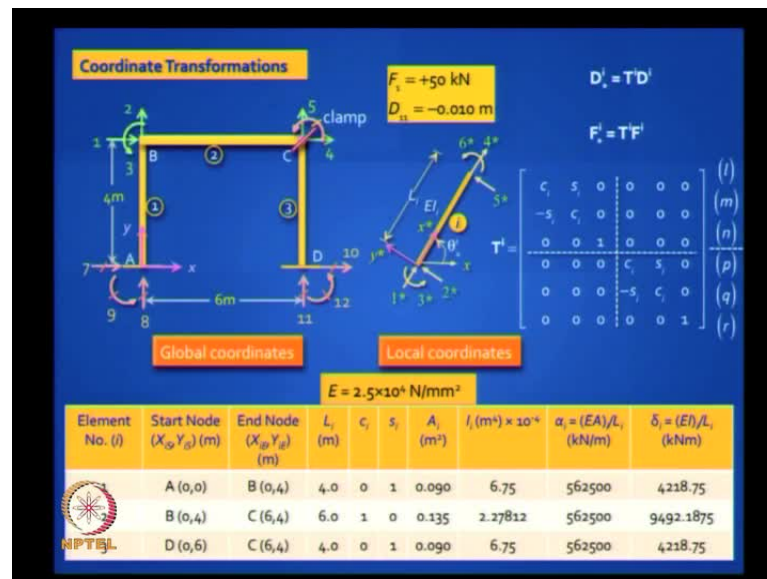 Coordinate Transformations
F₁ = +50 kN
D₁₁ = −0.010 m
D*ⁱ = TⁱDⁱ
F*ⁱ = TⁱFⁱ
2
5
clamp
1
4
3
B
2
C
4m
1
3
y
A
x
D
7
10
6m
9
8
11
12
6* 4*
5*
Lᵢ
EIᵢ
i
x*
y*
θxⁱ
x
1* 3* 2*
Tⁱ =
cᵢ sᵢ 0 0 0 0 (l)
−sᵢ cᵢ 0 0 0 0 (m)
0 0 1 0 0 0 (n)
0 0 0 cᵢ sᵢ 0 (p)
0 0 0 −sᵢ cᵢ 0 (q)
0 0 0 0 0 1 (r)
Global coordinates
Local coordinates
E = 2.5×10⁴ N/mm²
Element No. (i) | Start Node (Xᵢₛ,Yᵢₛ) (m) | End Node (Xᵢₑ,Yᵢₑ) (m) | Lᵢ (m) | cᵢ | sᵢ | Aᵢ (m²) | Iᵢ (m⁴) × 10⁻⁴ | αᵢ = (EA)/Lᵢ (kN/m) | δᵢ = (EI)/Lᵢ (kNm)
1 A (0,0) B (0,4) 4.0 0 1 0.090 6.75 562500 4218.75
2 B (0,4) C (6,4) 6.0 1 0 0.135 2.27812 562500 9492.1875
3 D (0,6) C (6,4) 4.0 0 1 0.090 6.75 562500 4218.75
NPTEL